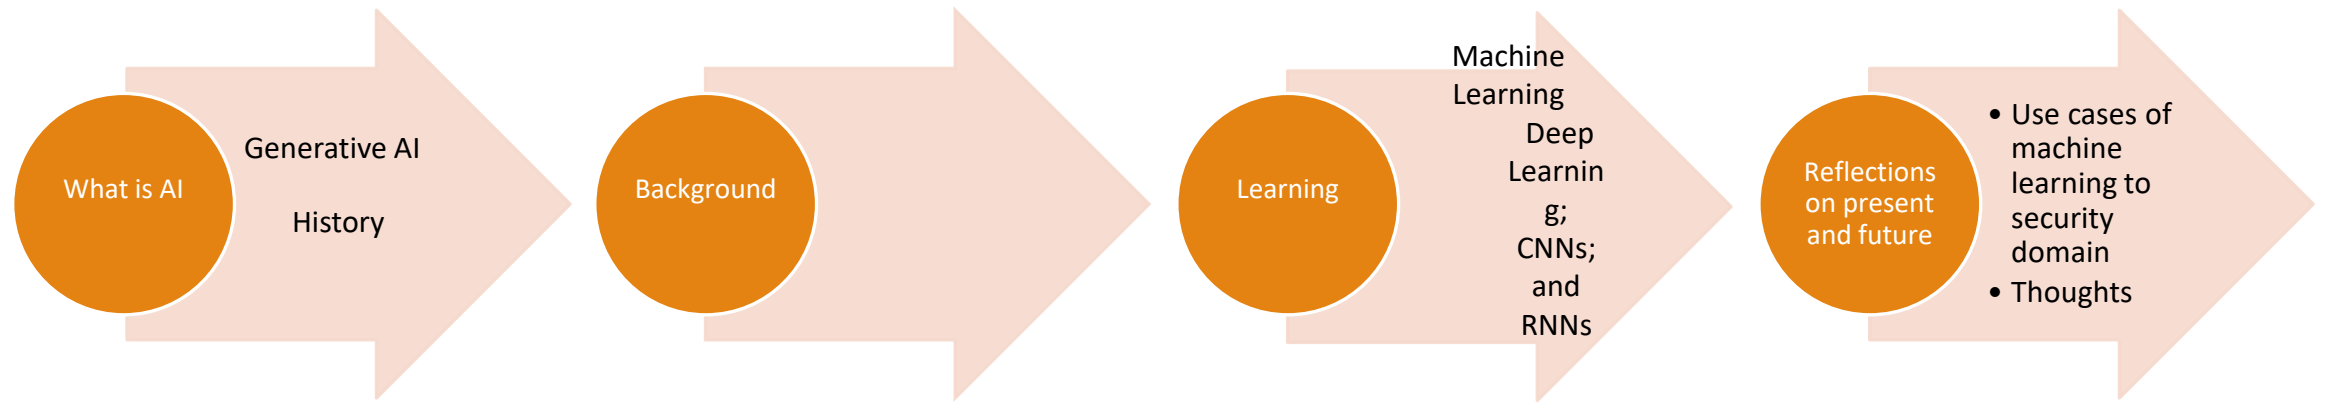 What is AI
Generative AI
History
Background
Learning
Machine
Learning
Deep
Learnin
g;
CNNs;
and
RNNs
Reflections
on present
and future
• Use cases of
machine
learning to
security
domain
• Thoughts